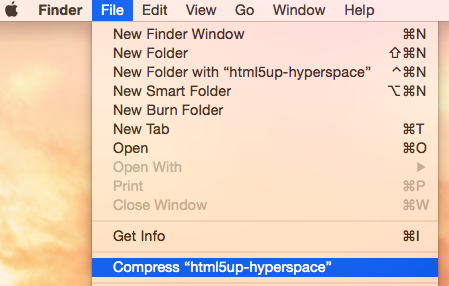 Finder File Edit View Go Window Help
New Finder Window ⌘N
New Folder ⇧⌘N
New Folder with “html5up-hyperspace” ^⌘N
New Smart Folder ⌥⌘N
New Burn Folder
New Tab ⌘T
Open ⌘O
Open With ▶
Print ⌘P
Close Window ⌘W
Get Info ⌘I
Compress “html5up-hyperspace”